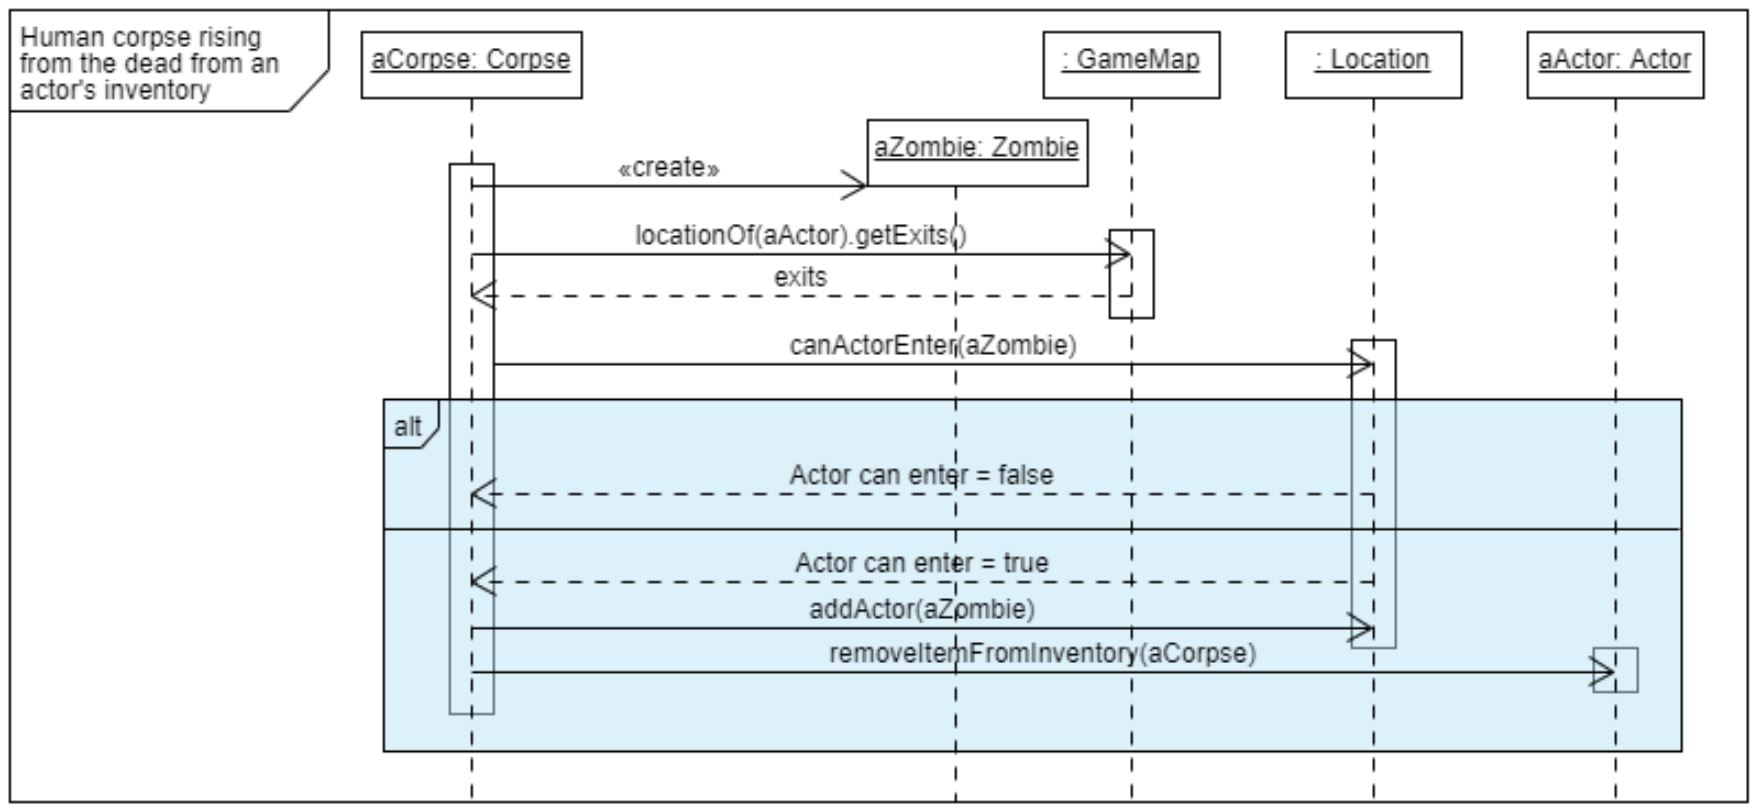 Human corpse rising
from the dead from an
actor's inventory
aCorpse: Corpse
: GameMap
: Location
aActor: Actor
aZombie: Zombie
«create»
locationOf(aActor).getExits()
exits
canActorEnter(aZombie)
alt
Actor can enter = false
Actor can enter = true
addActor(aZombie)
removeItemFromInventory(aCorpse)